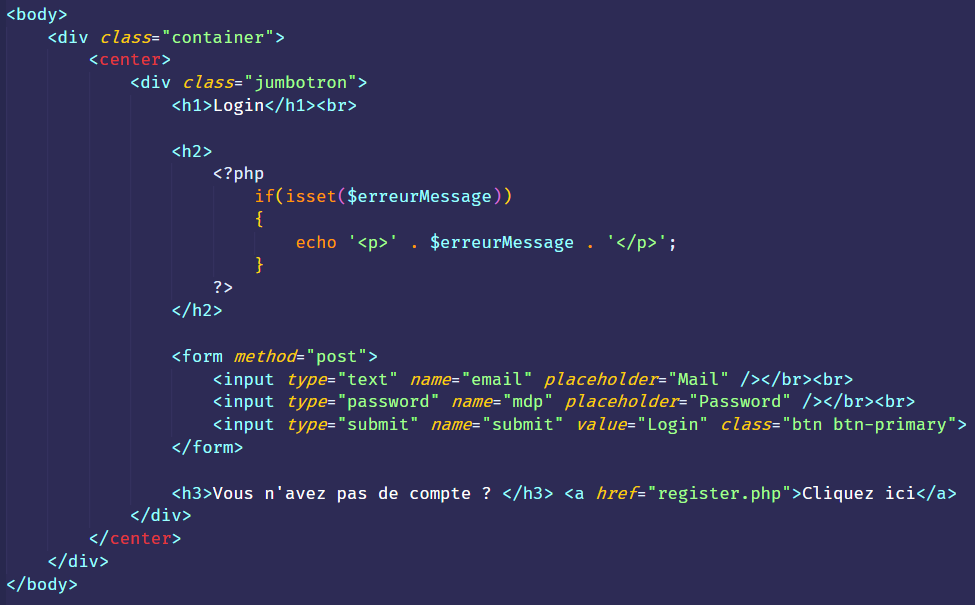 <body>
    <div class="container">
        <center>
            <div class="jumbotron">
                <h1>Login</h1><br>

                <h2>
                    <?php
                        if(isset($erreurMessage))
                        {
                            echo '<p>' . $erreurMessage . '</p>';
                        }
                    ?>
                </h2>

                <form method="post">
                    <input type="text" name="email" placeholder="Mail" /></br><br>
                    <input type="password" name="mdp" placeholder="Password" /></br><br>
                    <input type="submit" name="submit" value="Login" class="btn btn-primary">
                </form>

                <h3>Vous n'avez pas de compte ? </h3> <a href="register.php">Cliquez ici</a>
            </div>
        </center>
    </div>
</body>